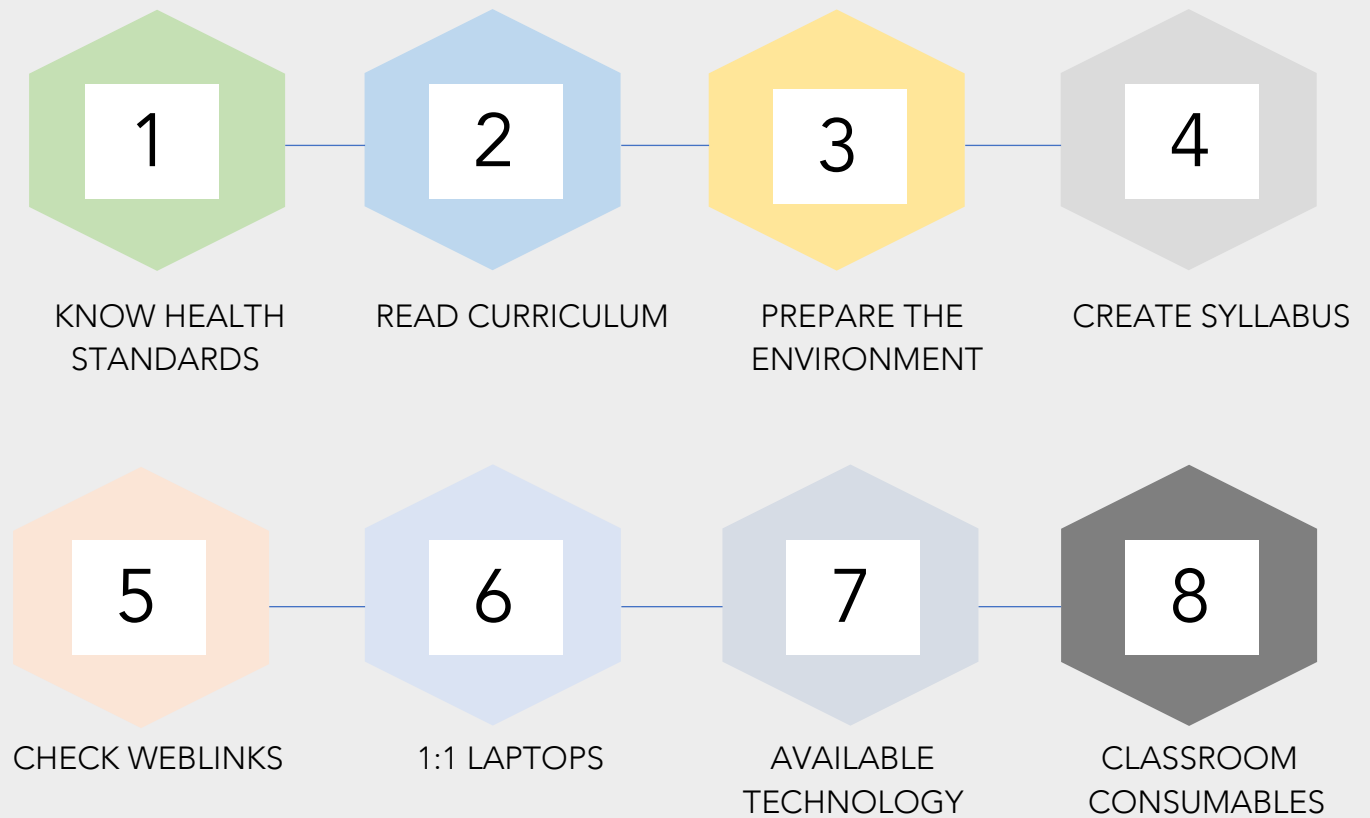 1
2
3
4
KNOW HEALTH
STANDARDS
READ CURRICULUM
PREPARE THE
ENVIRONMENT
CREATE SYLLABUS
5
6
7
8
CHECK WEBLINKS
1:1 LAPTOPS
AVAILABLE
TECHNOLOGY
CLASSROOM
CONSUMABLES